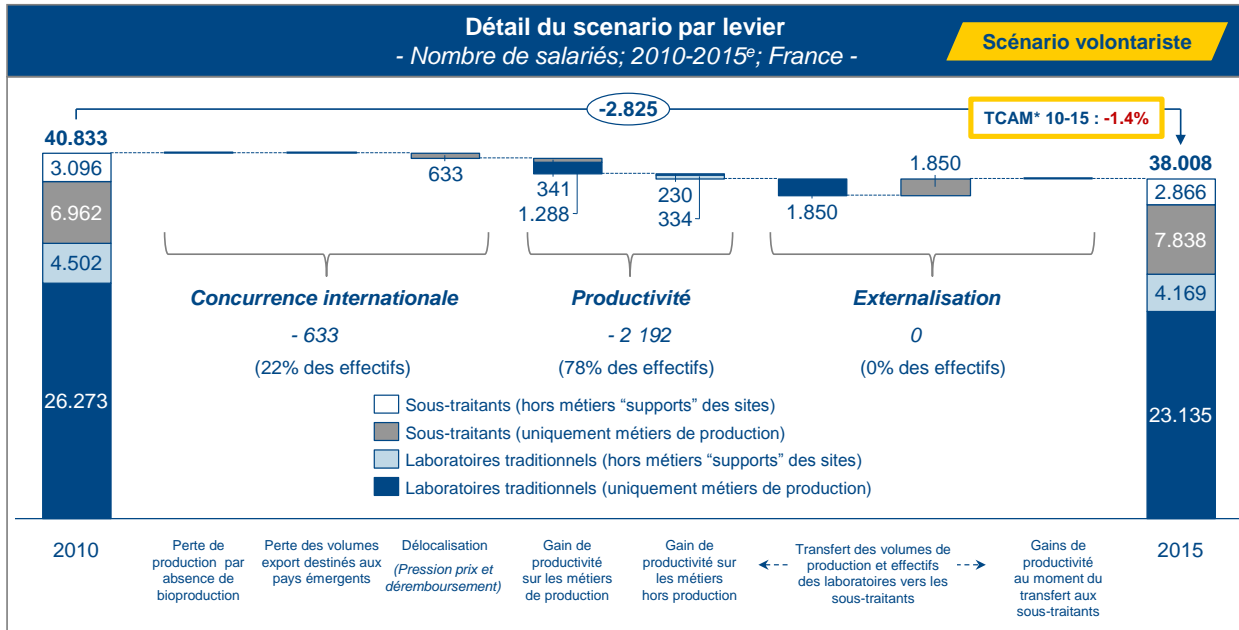 Détail du scenario par levier
- Nombre de salariés; 2010-2015ᵉ; France -
Scénario volontariste
-2.825
TCAM* 10-15 : -1.4%
40.833
3.096
6.962
4.502
26.273
633
341
1.288
230
334
1.850
1.850
38.008
2.866
7.838
4.169
23.135
Concurrence internationale
- 633
(22% des effectifs)
Productivité
- 2 192
(78% des effectifs)
Externalisation
0
(0% des effectifs)
Sous-traitants (hors métiers “supports” des sites)
Sous-traitants (uniquement métiers de production)
Laboratoires traditionnels (hors métiers “supports” des sites)
Laboratoires traditionnels (uniquement métiers de production)
2010
Perte de
production par
absence de
bioproduction
Perte des volumes
export destinés aux
pays émergents
Délocalisation
(Pression prix et
déremboursement)
Gain de
productivité
sur les métiers
de production
Gain de
productivité sur
les métiers
hors production
Transfert des volumes de
production et effectifs
des laboratoires vers les
sous-traitants
Gains de
productivité
au moment du
transfert aux
sous-traitants
2015